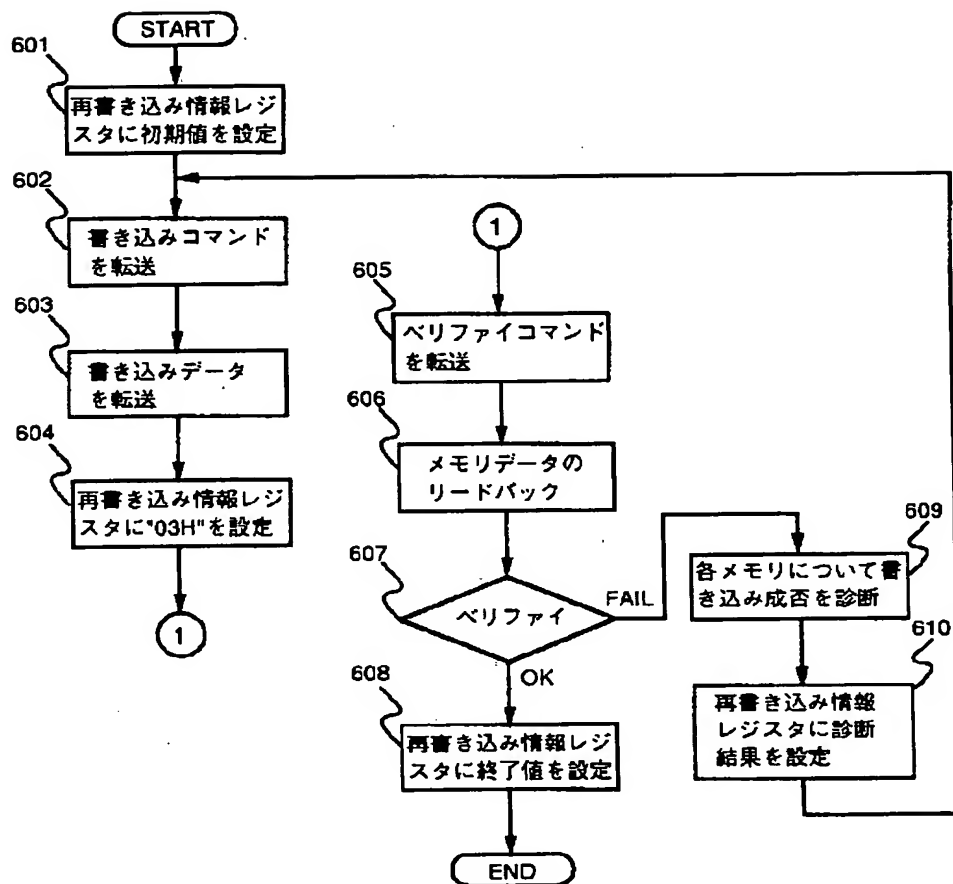 START
601
再書き込み情報レジ
スタに初期値を設定
602
書き込みコマンド
を転送
603
書き込みデータ
を転送
604
再書き込み情報レジ
スタに"03H"を設定
1
1
605
ベリファイコマンド
を転送
606
メモリデータの
リードバック
607
ベリファイ
FAIL
OK
608
再書き込み情報レジ
スタに終了値を設定
END
609
各メモリについて書
き込み成否を診断
610
再書き込み情報
レジスタに診断
結果を設定